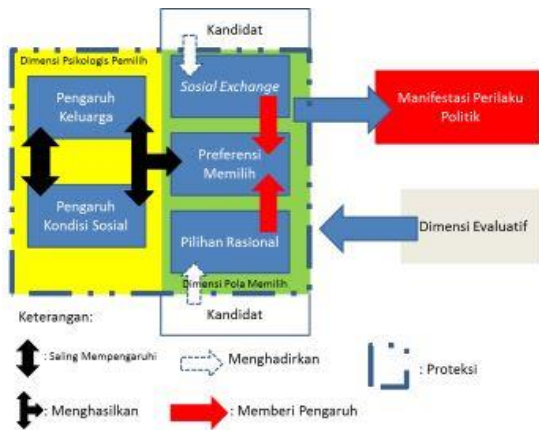 Kandidat
Dimensi Psikologis Pemilih
Pengaruh
Keluarga
Sosial Exchange
Manifestasi Perilaku
Politik
Preferensi
Memilih
Pengaruh
Kondisi Sosial
Pilihan Rasional
Dimensi Evaluatif
Dimensi Pola Memilih
Kandidat
Keterangan:
: Saling Mempengaruhi
: Menghadirkan
: Proteksi
: Menghasilkan
: Memberi Pengaruh